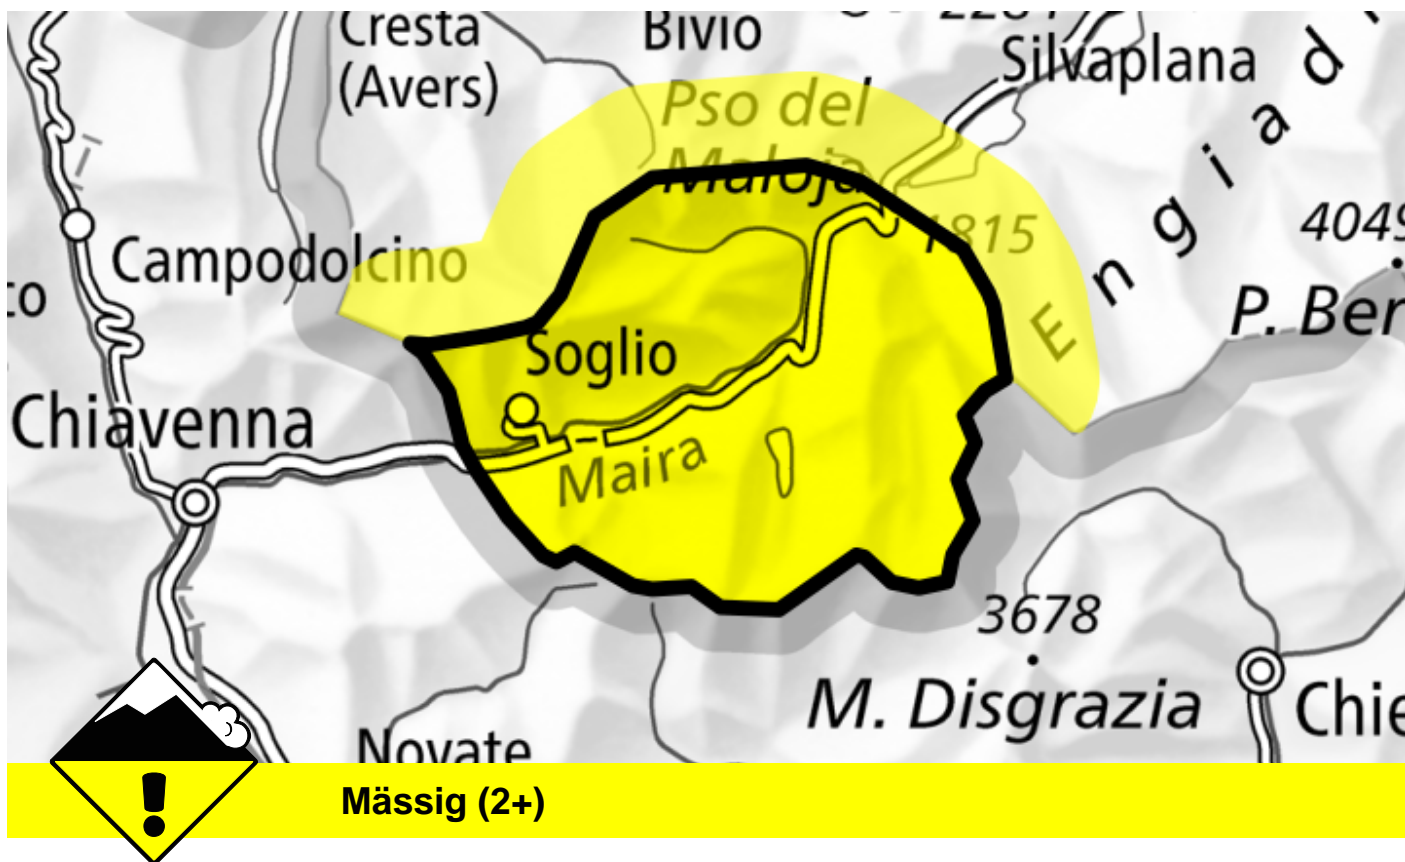 Cresta
(Avers)
Bivio
Silvaplana
Pso del
Maloja
1815
Campodolcino
Engiad
4049
P. Ber
Soglio
Chiavenna
Maira
3678
M. Disgrazia
Chie
Novate
Mässig (2+)